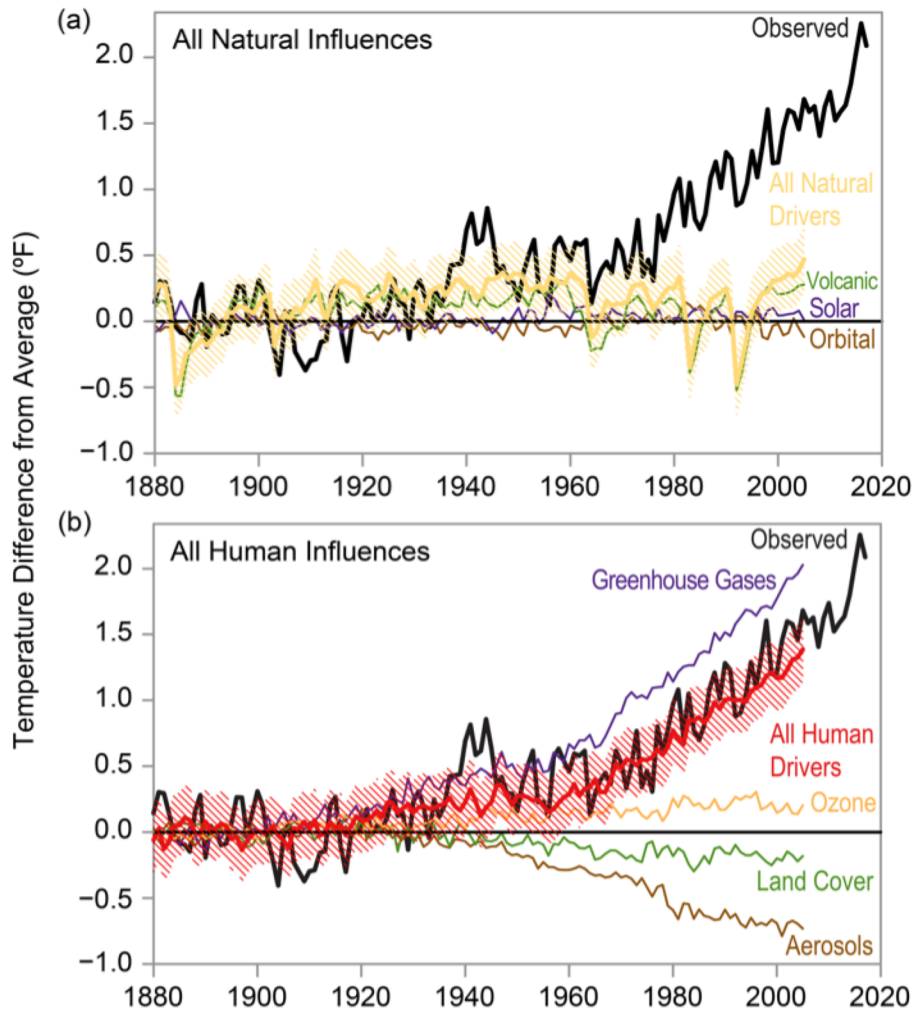 (a)
All Natural Influences
Observed
2.0
1.5
1.0
0.5
0.0
−0.5
−1.0
All Natural
Drivers
Volcanic
Solar
Orbital
1880 1900 1920 1940 1960 1980 2000 2020
Temperature Difference from Average (ºF)
(b)
All Human Influences
Observed
Greenhouse Gases
2.0
1.5
1.0
0.5
0.0
−0.5
−1.0
All Human
Drivers
Ozone
Land Cover
Aerosols
1880 1900 1920 1940 1960 1980 2000 2020